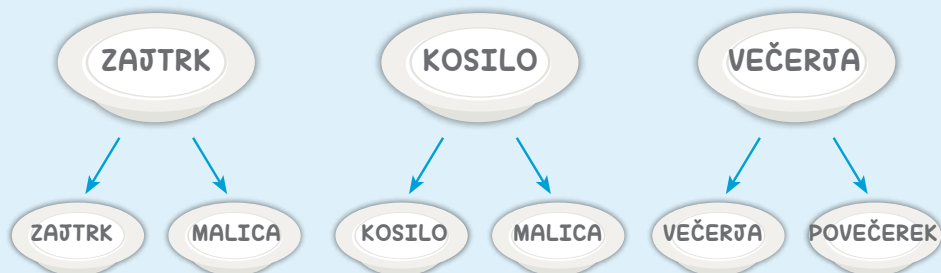 ZAJTRK KOSILO VEČERJA
ZAJTRK MALICA KOSILO MALICA VEČERJA POVEČEREK